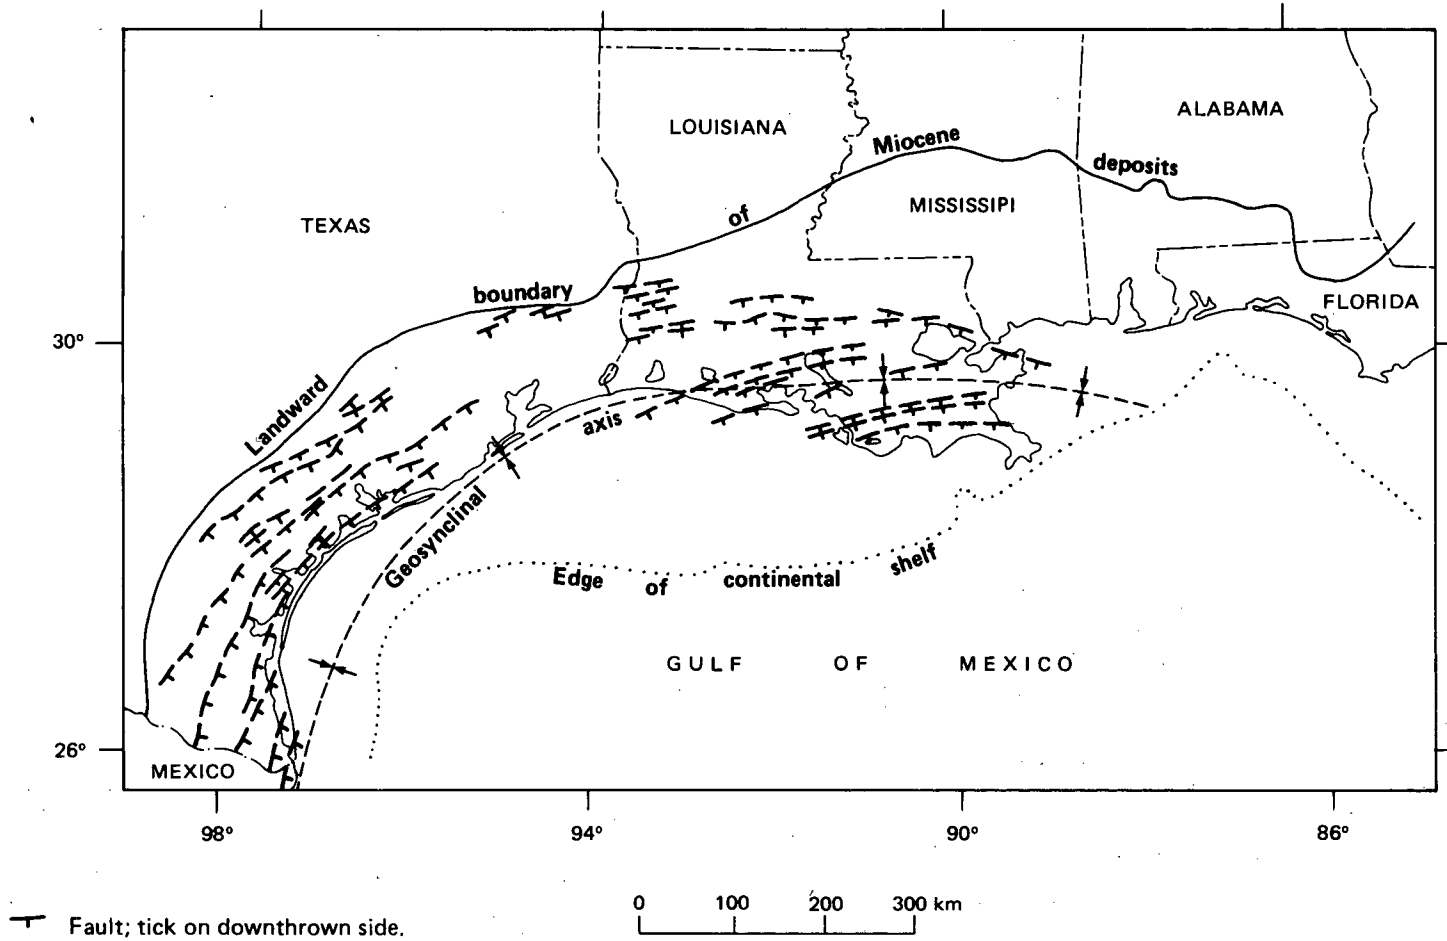 LOUISIANA
ALABAMA
Miocene
deposits
TEXAS
of
MISSISSIPI
boundary
FLORIDA
30°
Landward
axis
Geosynclinal
Edge of continental shelf
GULF OF MEXICO
26°
MEXICO
98° 94° 90° 86°
0 100 200 300 km
Fault; tick on downthrown side.